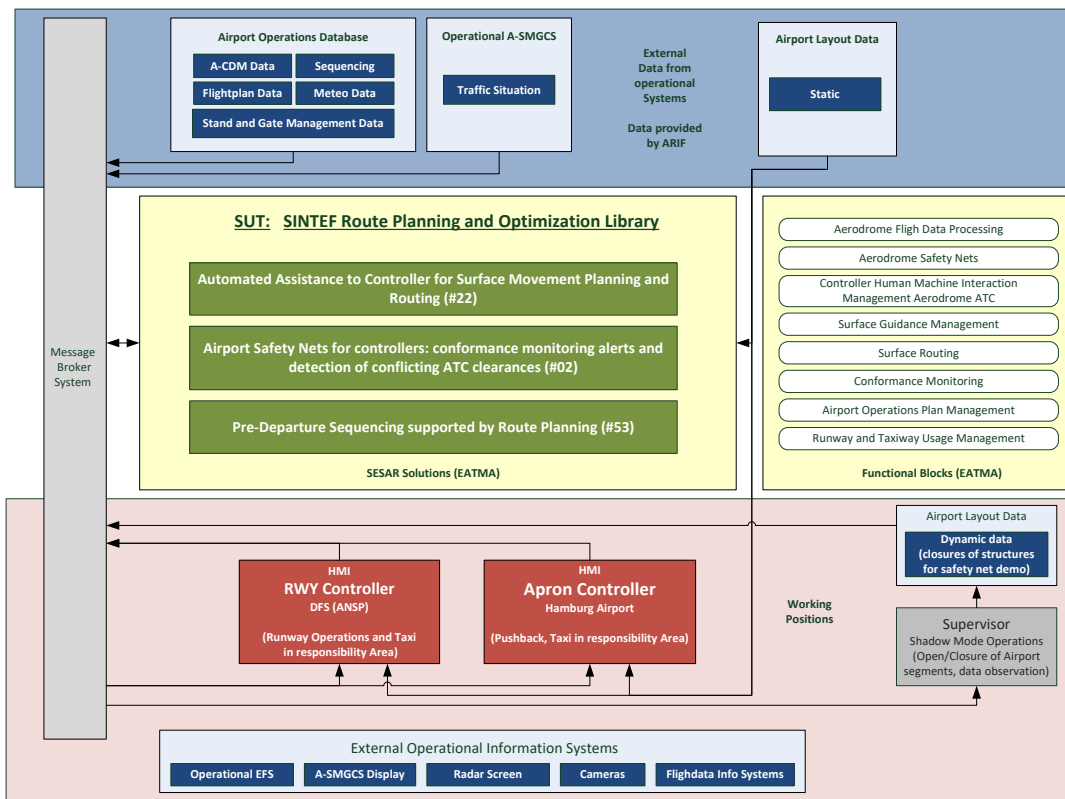 Airport Operations Database
A-CDM Data
Sequencing
Flightplan Data
Meteo Data
Stand and Gate Management Data
Operational A-SMGCS
Traffic Situation
External
Data from
operational
Systems
Data provided
by ARIF
Airport Layout Data
Static
Message
Broker
System
SUT: SINTEF Route Planning and Optimization Library
Automated Assistance to Controller for Surface Movement Planning and
Routing (#22)
Airport Safety Nets for controllers: conformance monitoring alerts and
detection of conflicting ATC clearances (#02)
Pre-Departure Sequencing supported by Route Planning (#53)
SESAR Solutions (EATMA)
Aerodrome Fligh Data Processing
Aerodrome Safety Nets
Controller Human Machine Interaction
Management Aerodrome ATC
Surface Guidance Management
Surface Routing
Conformance Monitoring
Airport Operations Plan Management
Runway and Taxiway Usage Management
Functional Blocks (EATMA)
HMI
RWY Controller
DFS (ANSP)
(Runway Operations and Taxi
in responsibility Area)
HMI
Apron Controller
Hamburg Airport
(Pushback, Taxi in responsibility Area)
Working
Positions
Airport Layout Data
Dynamic data
(closures of structures
for safety net demo)
Supervisor
Shadow Mode Operations
(Open/Closure of Airport
segments, data observation)
External Operational Information Systems
Operational EFS
A-SMGCS Display
Radar Screen
Cameras
Flighdata Info Systems